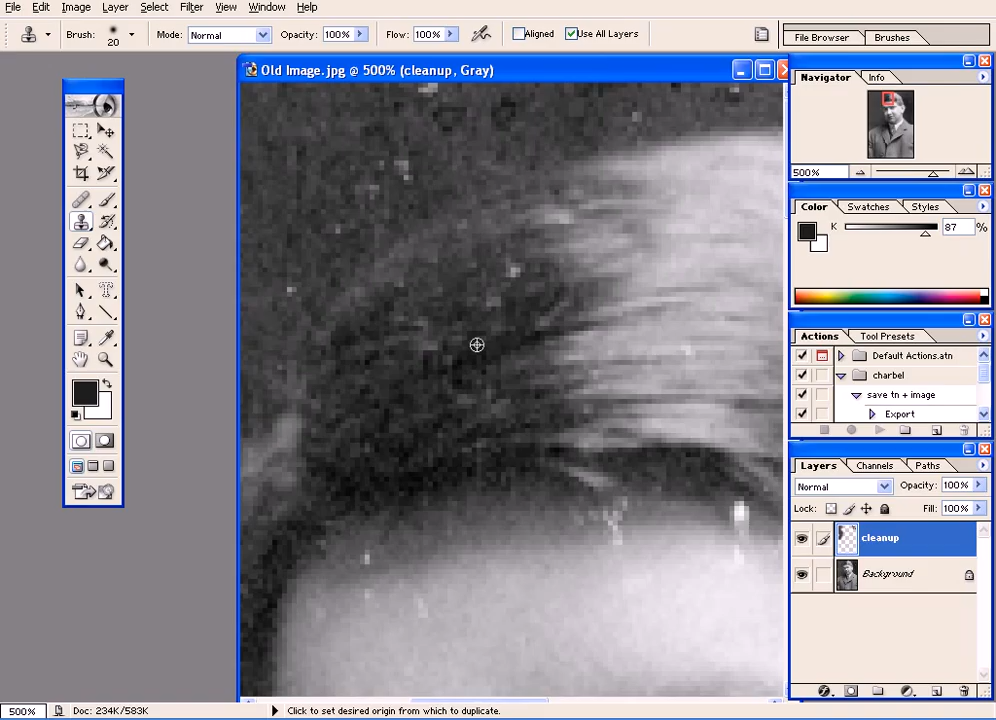 File Edit Image Layer Select Filter View Window Help
Brush: 20 Mode: Normal Opacity: 100% Flow: 100% Aligned Use All Layers File Browser Brushes
Old Image.jpg @ 500% (cleanup, Gray)
Navigator Info
500%
Color Swatches Styles
K 87 %
Actions Tool Presets
Default Actions.atn
charbel
save tn + image
Export
Layers Channels Paths
Normal Opacity: 100%
Lock: Fill: 100%
cleanup
Background
500% Doc: 234K/583K Click to set desired origin from which to duplicate.